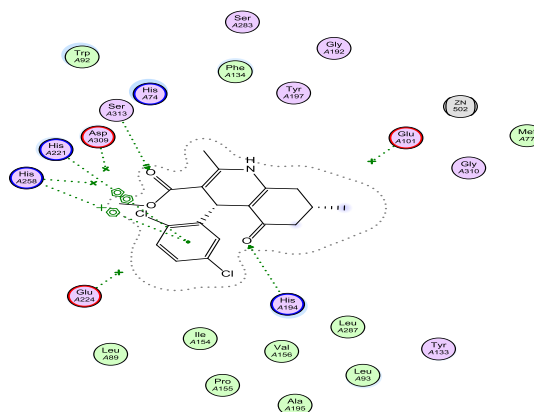 Ser
A283
Gly
A192
Trp
A92
Phe
A134
His
A74
Tyr
A197
ZN
502
Ser
A313
Asp
A309
Glu
A101
Met
A77
His
A221
His
A258
Gly
A310
H
N
O
O
Cl
O
Cl
Glu
A224
His
A194
Leu
A287
Ile
A154
Val
A156
Tyr
A133
Leu
A89
Leu
A93
Pro
A155
Ala
A195